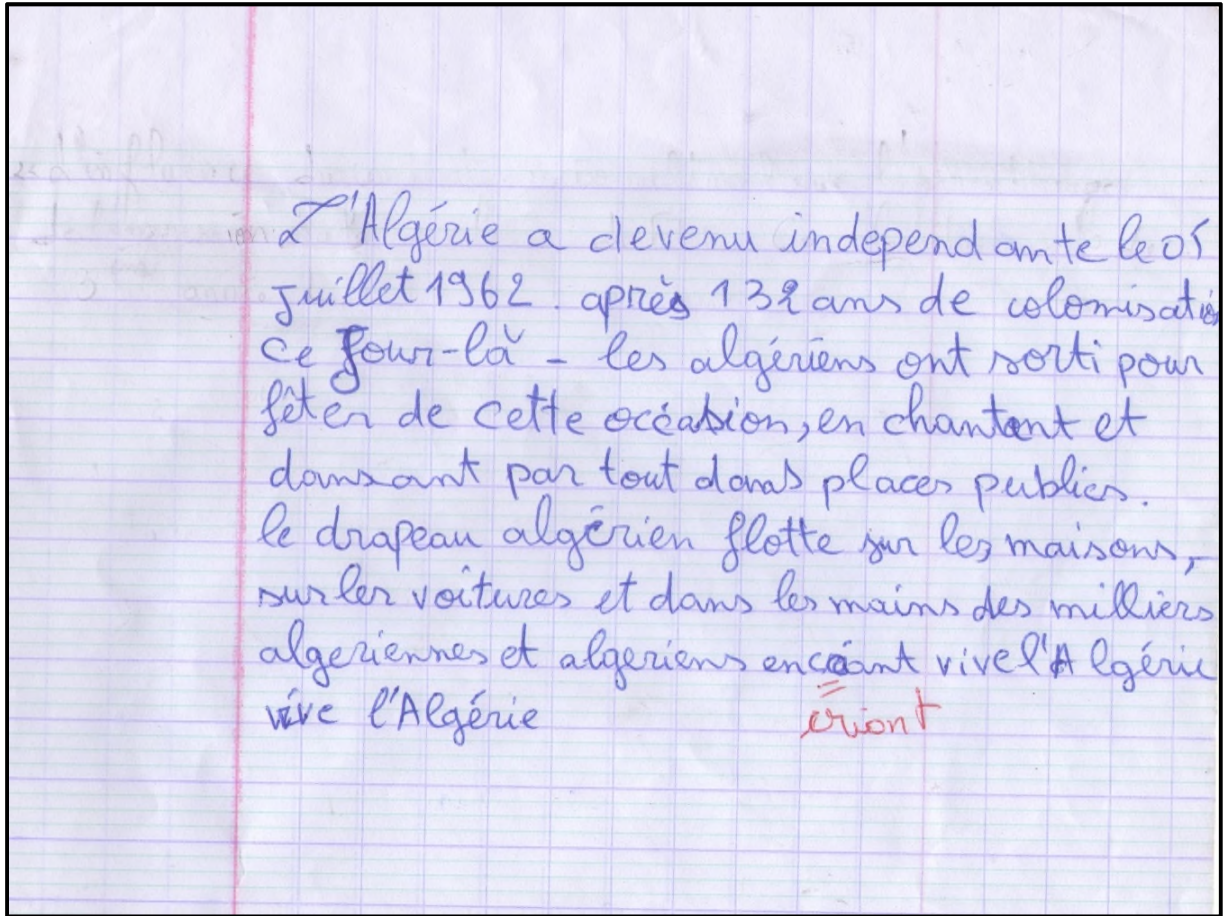 L'Algérie a devenu independante le 05
juillet 1962. après 132 ans de colonisatio
ce jour-là - les algériens ont sorti pour
fêter de cette occasion, en chantant et
dansant par tout dans places publics.
le drapeau algérien flotte sur les maisons,
sur les voitures et dans les mains des milliers
algeriennes et algeriens en vive l'Algérie
vive l'Algérie criant